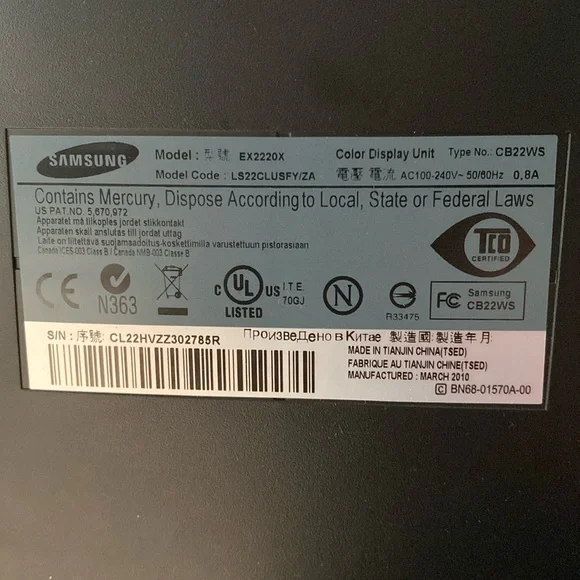 SAMSUNG
Model : 型號 EX2220X Color Display Unit Type No.: CB22WS
Model Code : LS22CLUSFY/ZA 電壓 電流 AC100-240V~ 50/60Hz 0,8A
Contains Mercury, Dispose According to Local, State or Federal Laws
US PAT.NO. 5,670,972
Apparatet må tilkoples jordet stikkontakt
Apparaten skall anslutas till jordat uttag
Laite on liitettävä suojamaadoitus-koskettimilla varustettuun pistorasiaan
Canada ICES-003 Class B / Canada NMB-003 Classe B
TCO
CERTIFIED
CE N363 C UL US LISTED I.T.E. 70GJ N R33475 FC Samsung CB22WS
S/N : 序號: CL22HVZZ302785R
Произведено в Китае 製造國:製造年月:
MADE IN TIANJIN CHINA(TSED)
FABRIQUE AU TIANJIN CHINE(TSED)
MANUFACTURED : MARCH 2010
C BN68-01570A-00